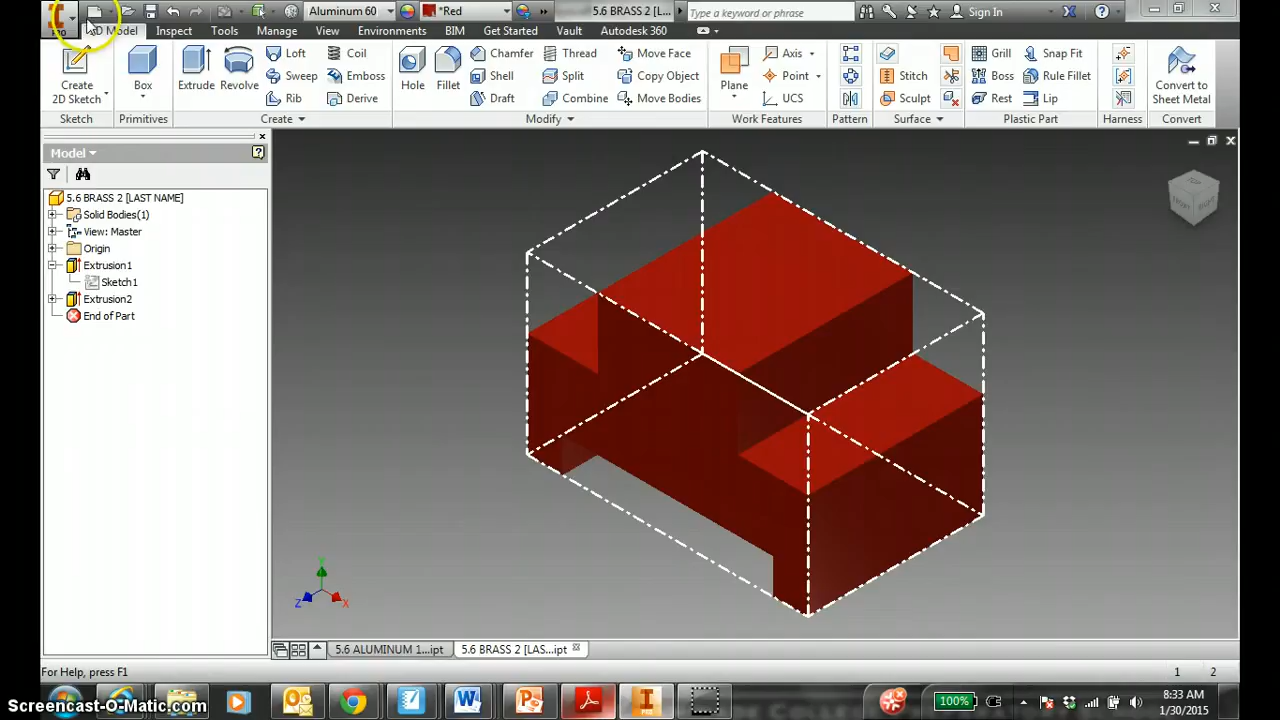 PRO
Aluminum 60
*Red
5.6 BRASS 2 [L...
Type a keyword or phrase
Sign In
3D Model
Inspect
Tools
Manage
View
Environments
BIM
Get Started
Vault
Autodesk 360
Create
2D Sketch
Box
Extrude
Revolve
Loft
Sweep
Rib
Coil
Emboss
Derive
Hole
Fillet
Chamfer
Shell
Draft
Thread
Split
Combine
Move Face
Copy Object
Move Bodies
Plane
Axis
Point
UCS
Stitch
Sculpt
Grill
Boss
Rest
Snap Fit
Rule Fillet
Lip
Convert to
Sheet Metal
Sketch
Primitives
Create
Modify
Work Features
Pattern
Surface
Plastic Part
Harness
Convert
Model
5.6 BRASS 2 [LAST NAME]
Solid Bodies(1)
View: Master
Origin
Extrusion1
Sketch1
Extrusion2
End of Part
TOP
FRONT
RIGHT
Y
Z
X
5.6 ALUMINUM 1...ipt
5.6 BRASS 2 [LAS...ipt
For Help, press F1
1
2
100%
8:33 AM
1/30/2015
Screencast-O-Matic.com